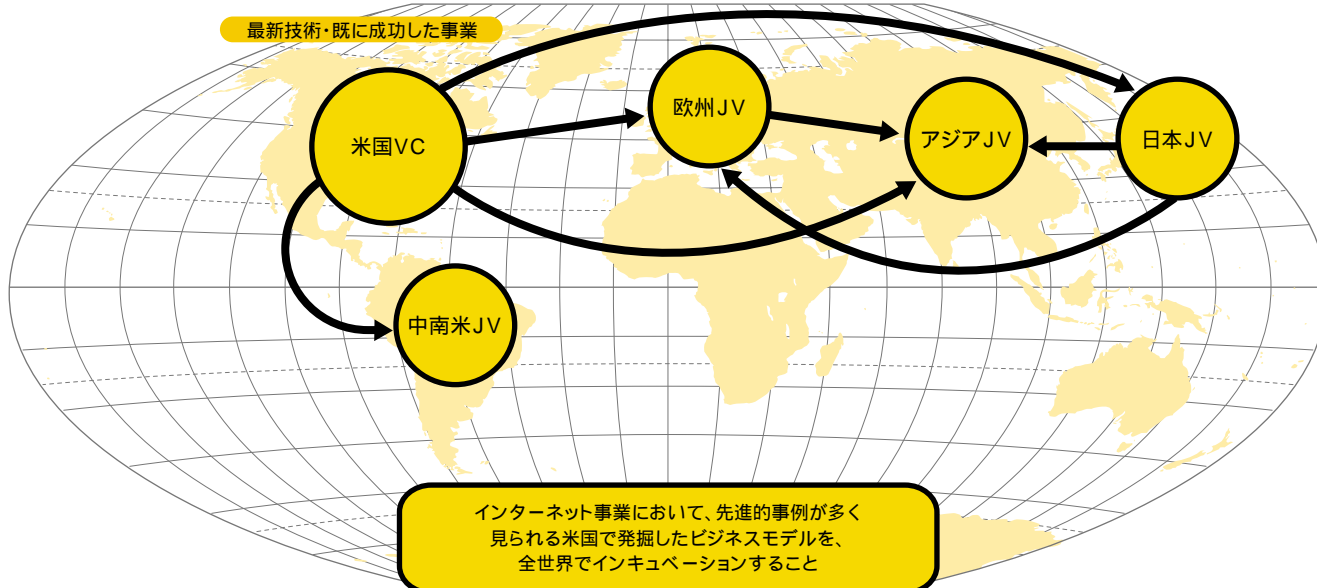 最新技術・既に成功した事業
米国VC
欧州JV
アジアJV
日本JV
中南米JV
インターネット事業において、先進的事例が多く
見られる米国で発掘したビジネスモデルを、
全世界でインキュベーションすること